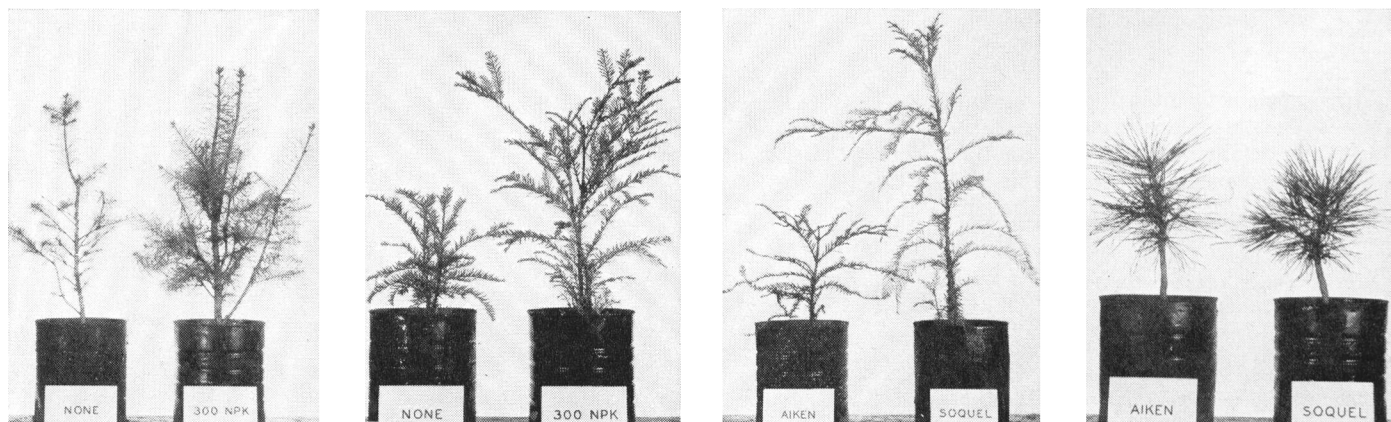 NONE
300 NPK
NONE
300 NPK
AIKEN
SOQUEL
AIKEN
SOQUEL